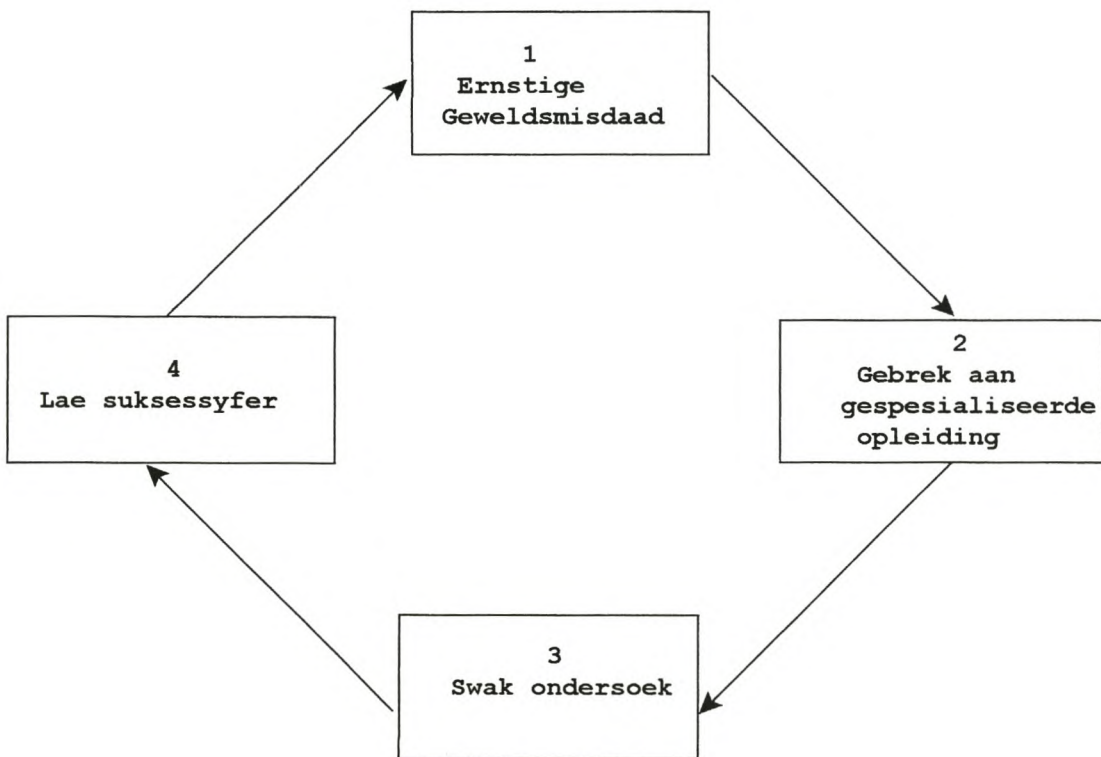 1
Ernstige
Geweldsmisdaad
2
Gebrek aan
gespesialiseerde
opleiding
3
Swak ondersoek
4
Lae suksessyfer